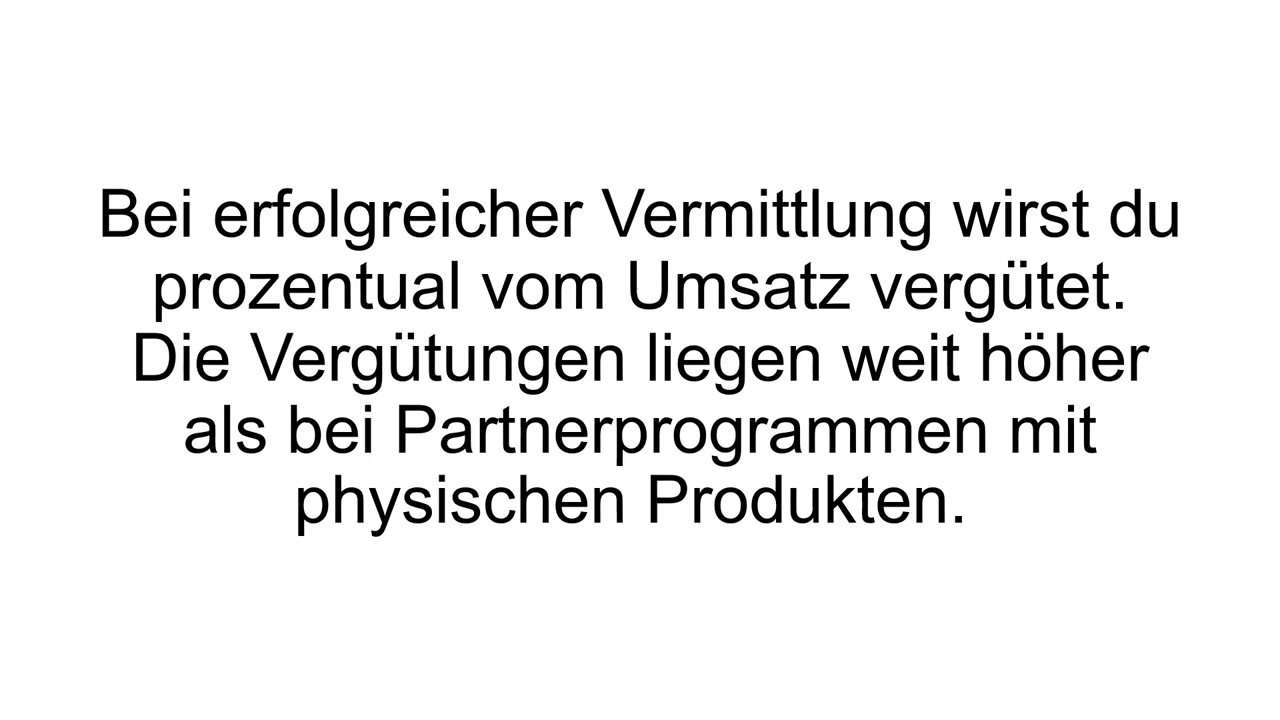 Bei erfolgreicher Vermittlung wirst du
prozentual vom Umsatz vergütet.
Die Vergütungen liegen weit höher
als bei Partnerprogrammen mit
physischen Produkten.